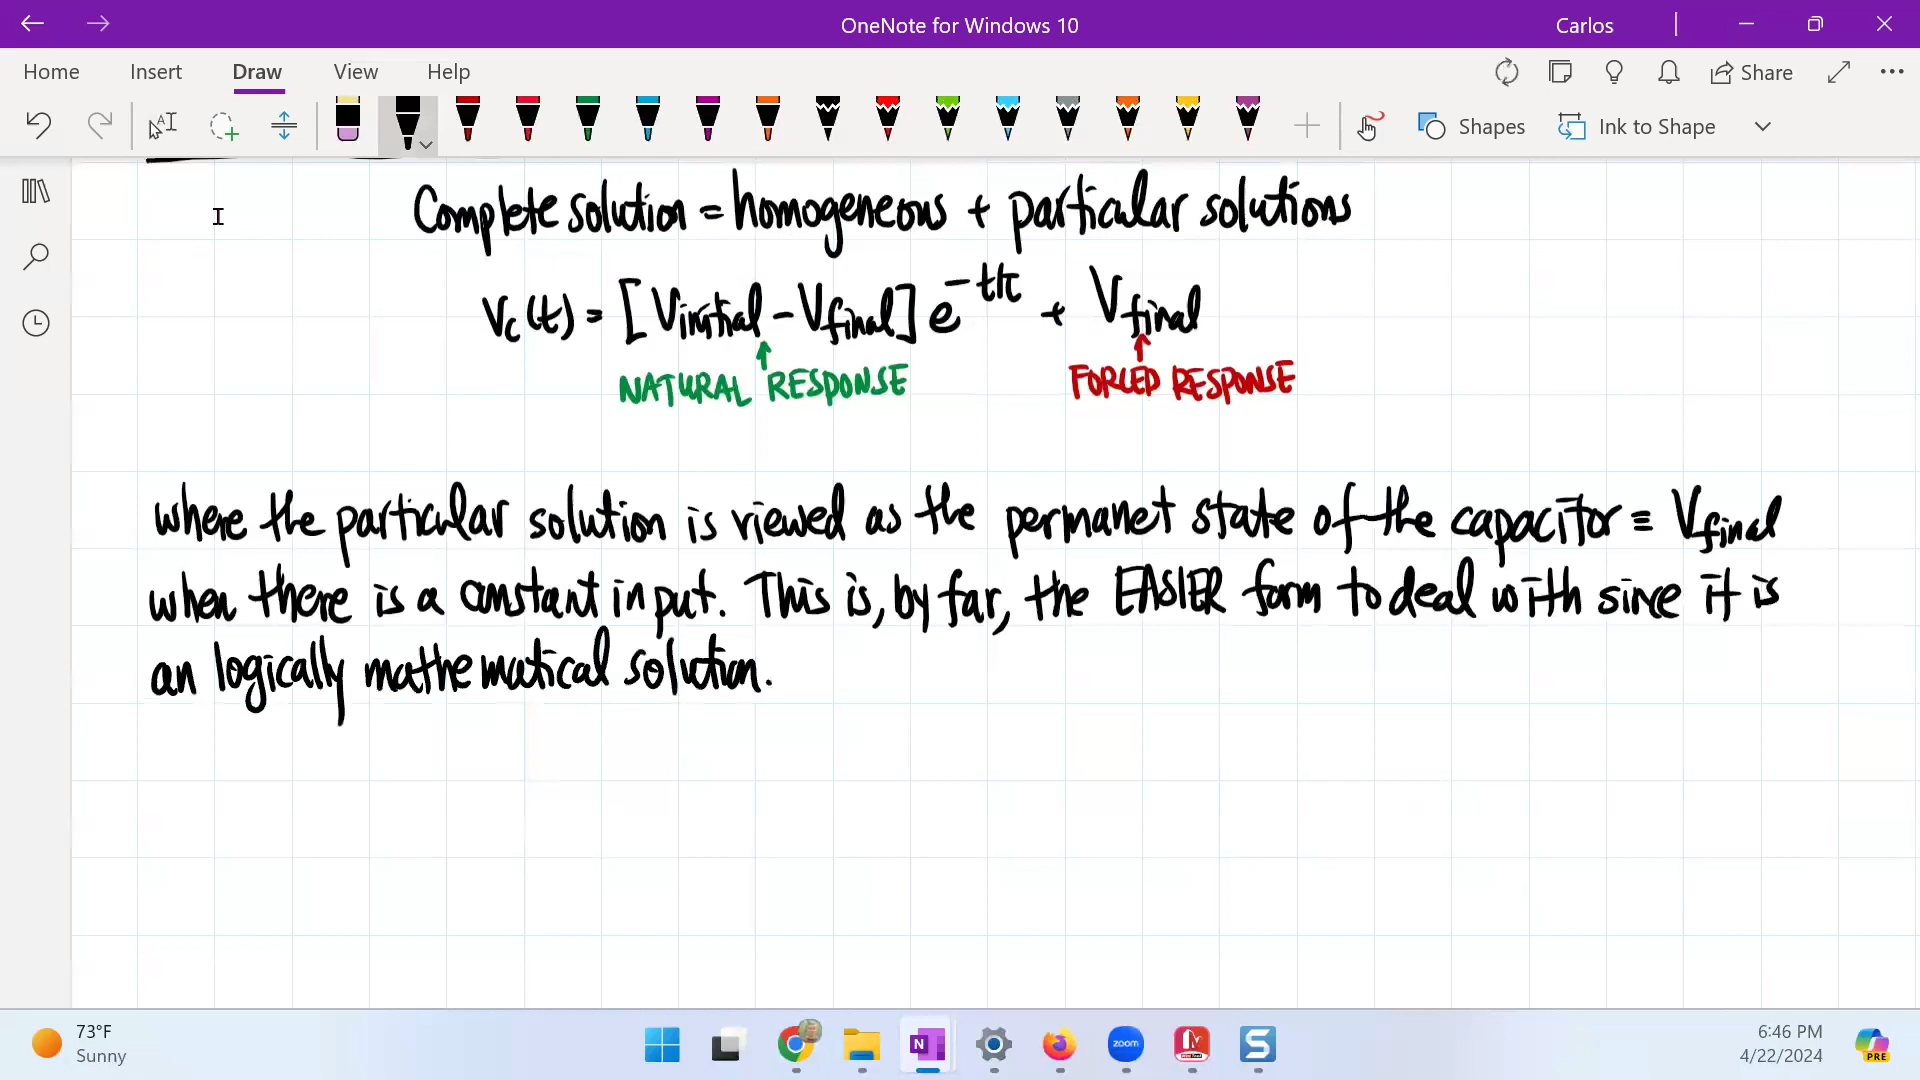 OneNote for Windows 10
Carlos
Home Insert Draw View Help
Share
Shapes Ink to Shape
Complete solution = homogeneous + particular solutions
Vc(t) = [Vinitial - Vfinal] e^-t/τ + Vfinal
NATURAL RESPONSE FORCED RESPONSE
where the particular solution is viewed as the permanet state of the capacitor ≡ Vfinal
when there is a constant input. This is, by far, the EASIER form to deal with since it is
an logically mathematical solution.
73°F
Sunny
zoom
6:46 PM
4/22/2024
PRE